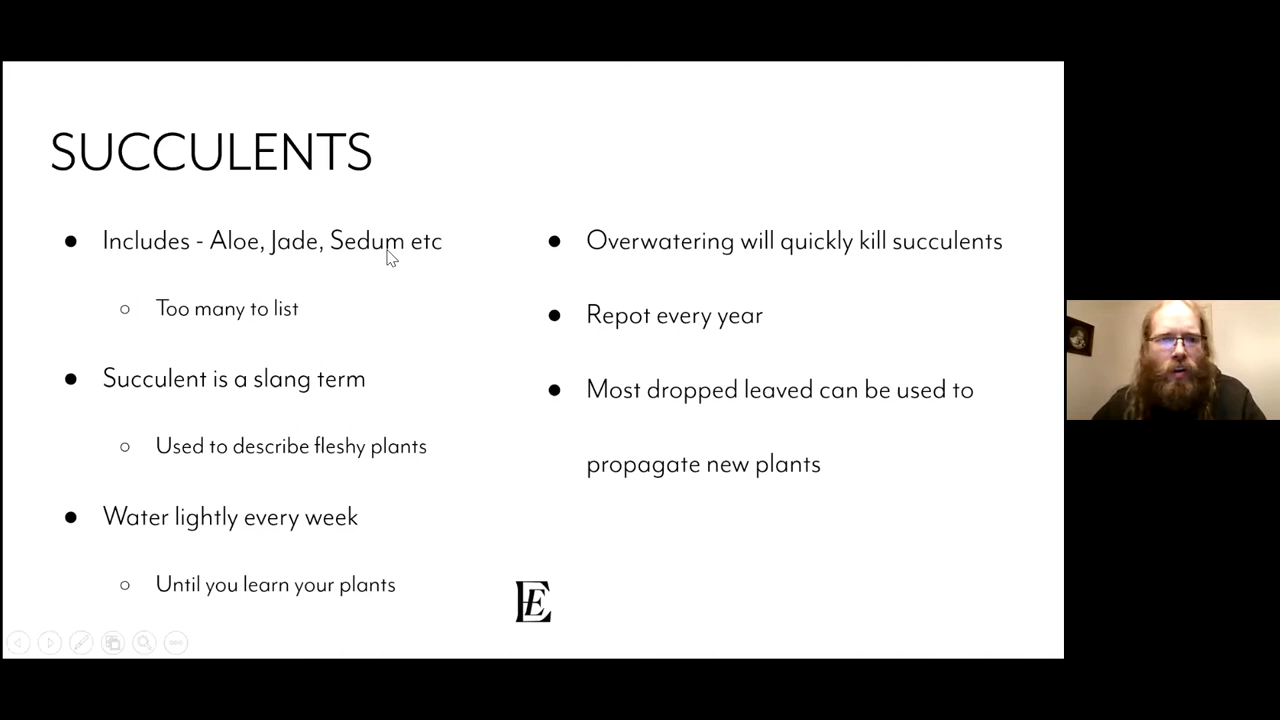 SUCCULENTS
Includes - Aloe, Jade, Sedum etc
Too many to list
Succulent is a slang term
Used to describe fleshy plants
Water lightly every week
Until you learn your plants
Overwatering will quickly kill succulents
Repot every year
Most dropped leaved can be used to
propagate new plants
E